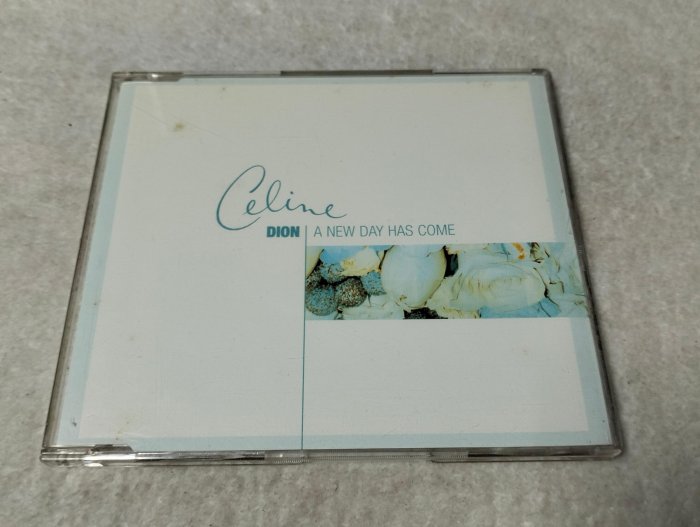 Celine
DION | A NEW DAY HAS COME